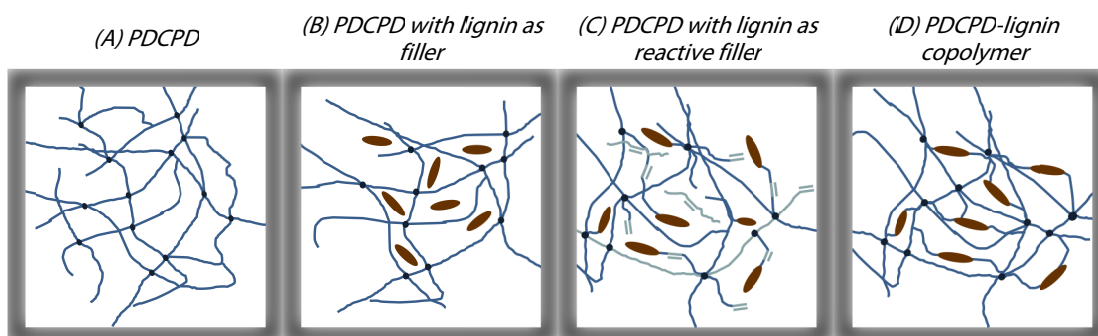 (A) PDCPD
(B) PDCPD with lignin as
filler
(C) PDCPD with lignin as
reactive filler
(D) PDCPD-lignin
copolymer